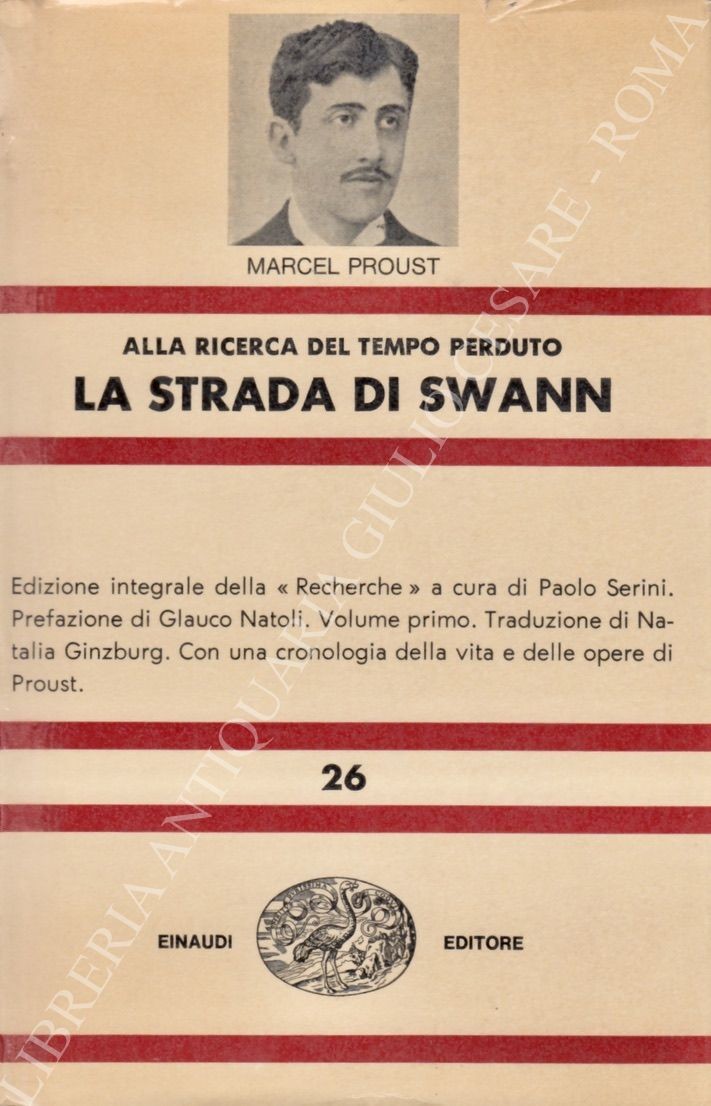 MARCEL PROUST
ALLA RICERCA DEL TEMPO PERDUTO
LA STRADA DI SWANN
Edizione integrale della « Recherche » a cura di Paolo Serini.
Prefazione di Glauco Natoli. Volume primo. Traduzione di Na-
talia Ginzburg. Con una cronologia della vita e delle opere di
Proust.
26
EINAUDI EDITORE
LIBRERIA ANTIQUARIA GIULIO CESARE - ROMA